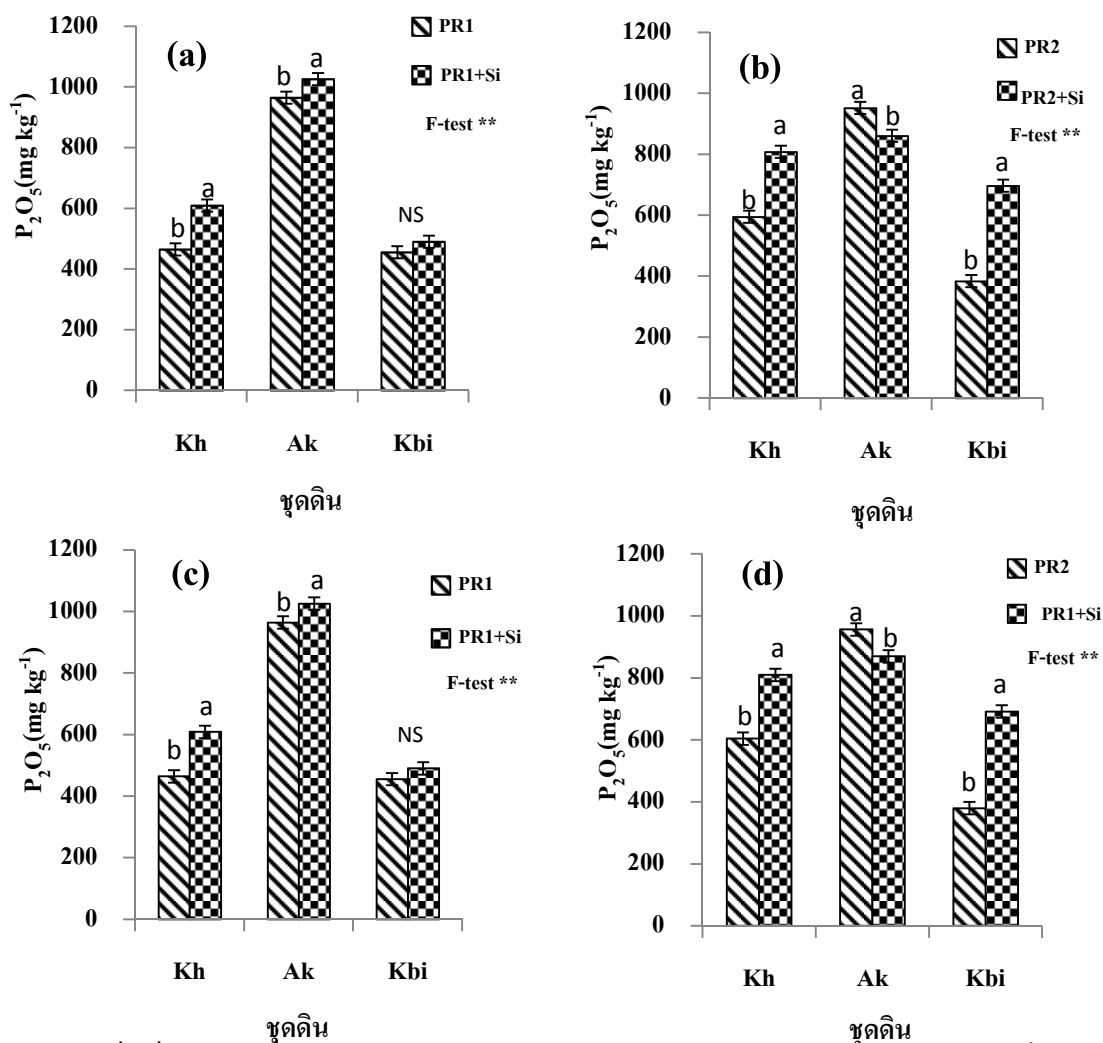 (a)
PR1
PR1+Si
F-test **
P2O5(mg kg-1)
1200
1000
800
600
400
200
0
b
a
b
a
NS
Kh
Ak
Kbi
ชุดดิน
(b)
PR2
PR2+Si
F-test **
P2O5(mg kg-1)
1200
1000
800
600
400
200
0
b
a
a
b
b
a
Kh
Ak
Kbi
ชุดดิน
(c)
PR1
PR1+Si
F-test **
P2O5(mg kg-1)
1200
1000
800
600
400
200
0
b
a
b
a
NS
Kh
Ak
Kbi
ชุดดิน
(d)
PR2
PR1+Si
F-test **
P2O5(mg kg-1)
1200
1000
800
600
400
200
0
b
a
a
b
b
a
Kh
Ak
Kbi
ชุดดิน